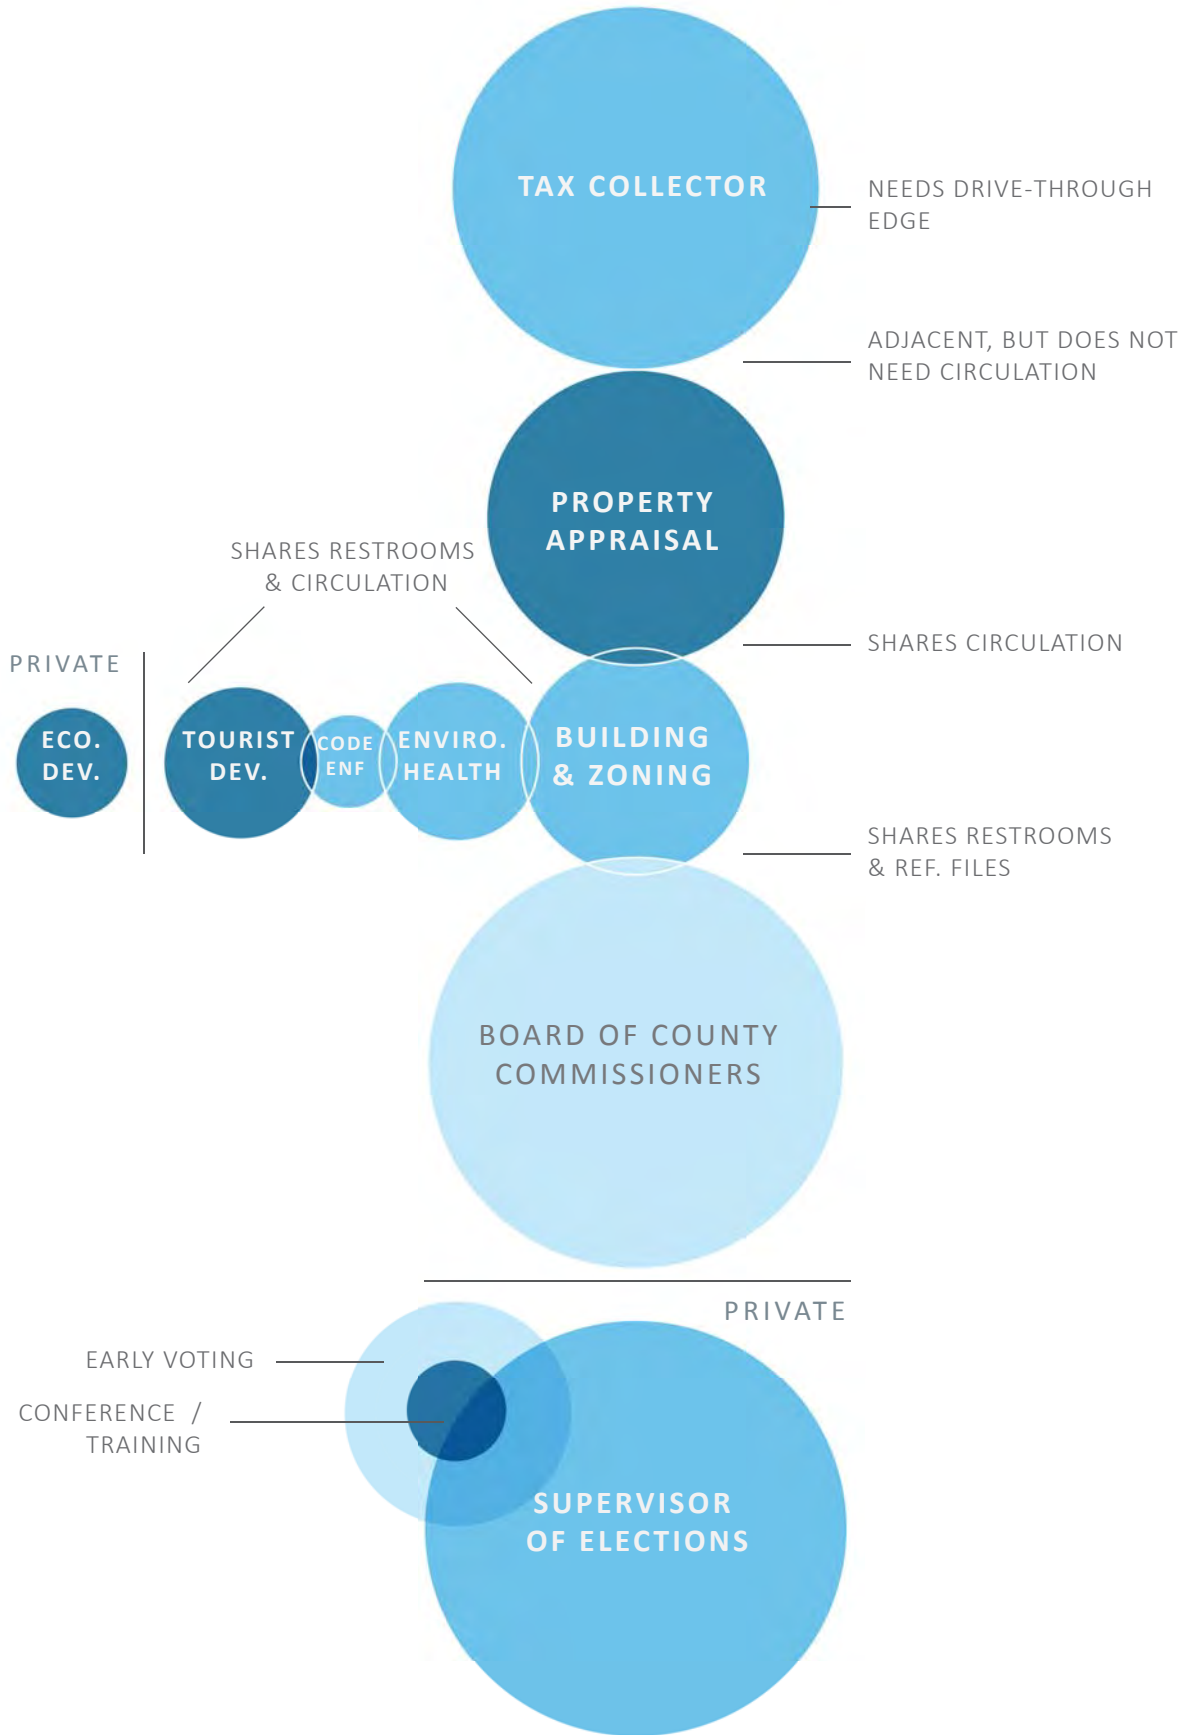 TAX COLLECTOR
NEEDS DRIVE-THROUGH
EDGE
ADJACENT, BUT DOES NOT
NEED CIRCULATION
PROPERTY
APPRAISAL
SHARES RESTROOMS
& CIRCULATION
SHARES CIRCULATION
PRIVATE
ECO.
DEV.
TOURIST
DEV.
CODE
ENF
ENVIRO.
HEALTH
BUILDING
& ZONING
SHARES RESTROOMS
& REF. FILES
BOARD OF COUNTY
COMMISSIONERS
PRIVATE
EARLY VOTING
CONFERENCE /
TRAINING
SUPERVISOR
OF ELECTIONS